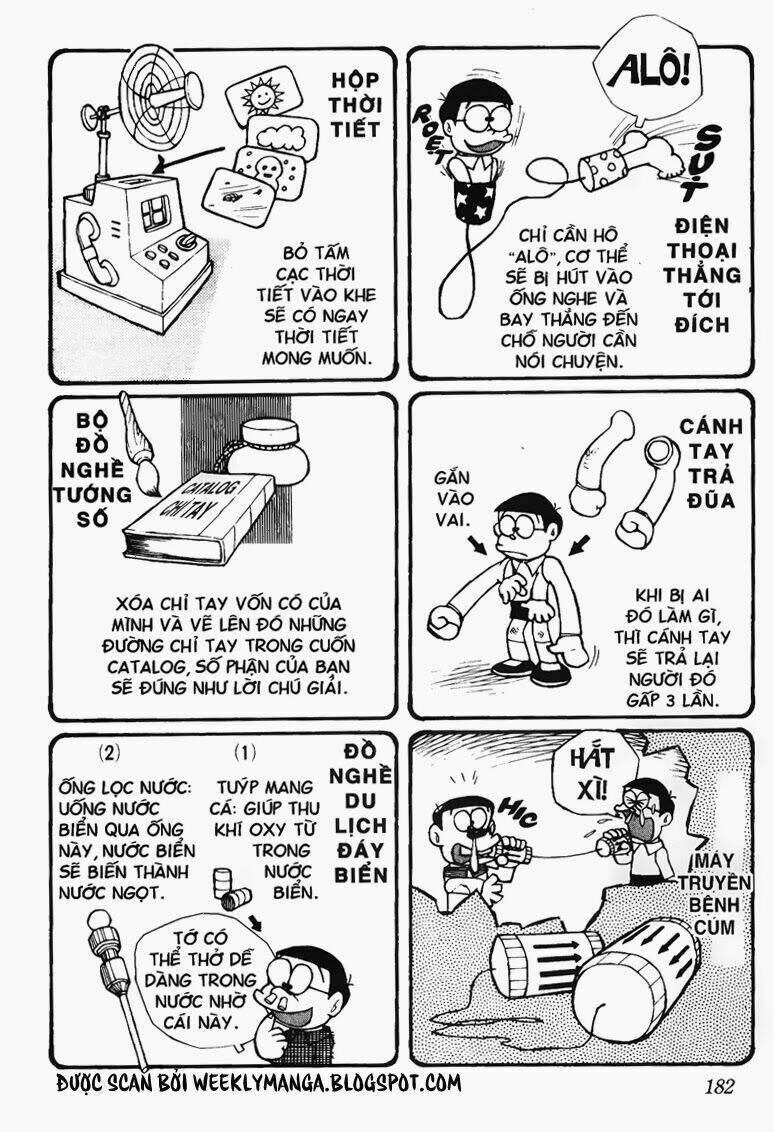 HỘP
THỜI
TIẾT
BỎ TẤM
CẠC THỜI
TIẾT VÀO KHE
SẼ CÓ NGAY
THỜI TIẾT
MONG MUỐN.
ALÔ!
ROẸT
SỤT
ĐIỆN
THOẠI
THẲNG
TỚI
ĐÍCH
CHỈ CẦN HÔ
“ALÔ”, CƠ THỂ
SẼ BỊ HÚT VÀO
ỐNG NGHE VÀ
BAY THẲNG ĐẾN
CHỖ NGƯỜI CẦN
NÓI CHUYỆN.
BỘ
ĐỒ
NGHỀ
TƯỚNG
SỐ
CATALOG
CHỈ TAY
XÓA CHỈ TAY VỐN CÓ CỦA
MÌNH VÀ VẼ LÊN ĐÓ NHỮNG
ĐƯỜNG CHỈ TAY TRONG CUỐN
CATALOG, SỐ PHẬN CỦA BẠN
SẼ ĐÚNG NHƯ LỜI CHÚ GIẢI.
CÁNH
TAY
TRẢ
ĐŨA
GẮN
VÀO
VAI.
KHI BỊ AI
ĐÓ LÀM GÌ,
THÌ CÁNH TAY
SẼ TRẢ LẠI
NGƯỜI ĐÓ
GẤP 3 LẦN.
ĐỒ
NGHỀ
DU
LỊCH
ĐÁY
BIỂN
(1)
TUÝP MANG
CÁ: GIÚP THU
KHÍ OXY TỪ
TRONG
NƯỚC
BIỂN.
(2)
ỐNG LỌC NƯỚC:
UỐNG NƯỚC
BIỂN QUA ỐNG
NÀY, NƯỚC BIỂN
SẼ BIẾN THÀNH
NƯỚC NGỌT.
TỚ CÓ
THỂ THỞ DỄ
DÀNG TRONG
NƯỚC NHỜ
CÁI NÀY.
HẮT
XÌ!
HIC
MÁY
TRUYỀN
BỆNH
CÚM
ĐƯỢC SCAN BỞI WEEKLYMANGA.BLOGSPOT.COM
182